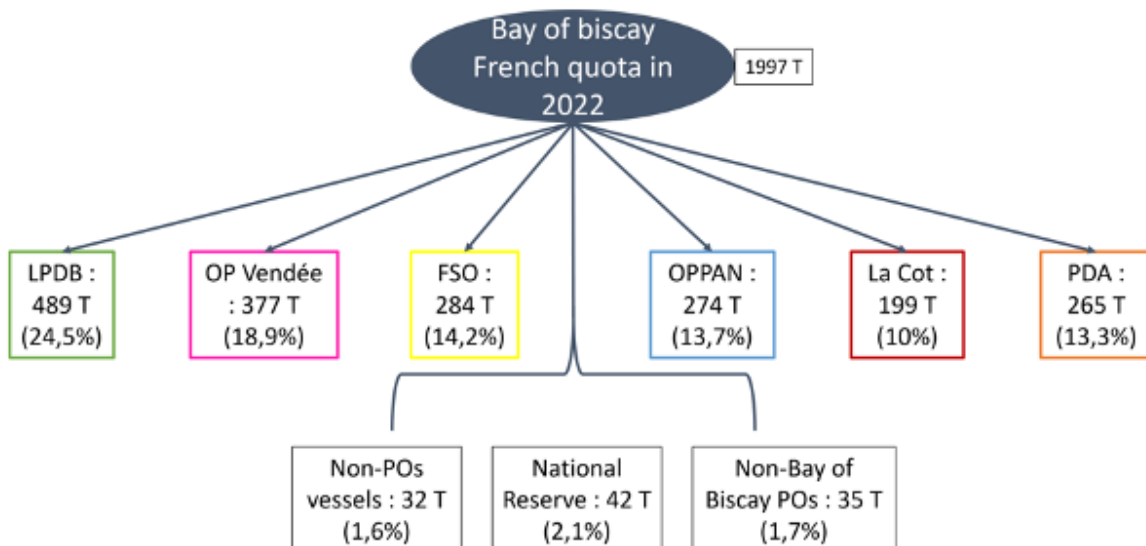 Bay of biscay
French quota in
2022
1997 T
LPDB :
489 T
(24,5%)
OP Vendée
: 377 T
(18,9%)
FSO :
284 T
(14,2%)
OPPAN :
274 T
(13,7%)
La Cot :
199 T
(10%)
PDA :
265 T
(13,3%)
Non-POs
vessels : 32 T
(1,6%)
National
Reserve : 42 T
(2,1%)
Non-Bay of
Biscay POs : 35 T
(1,7%)